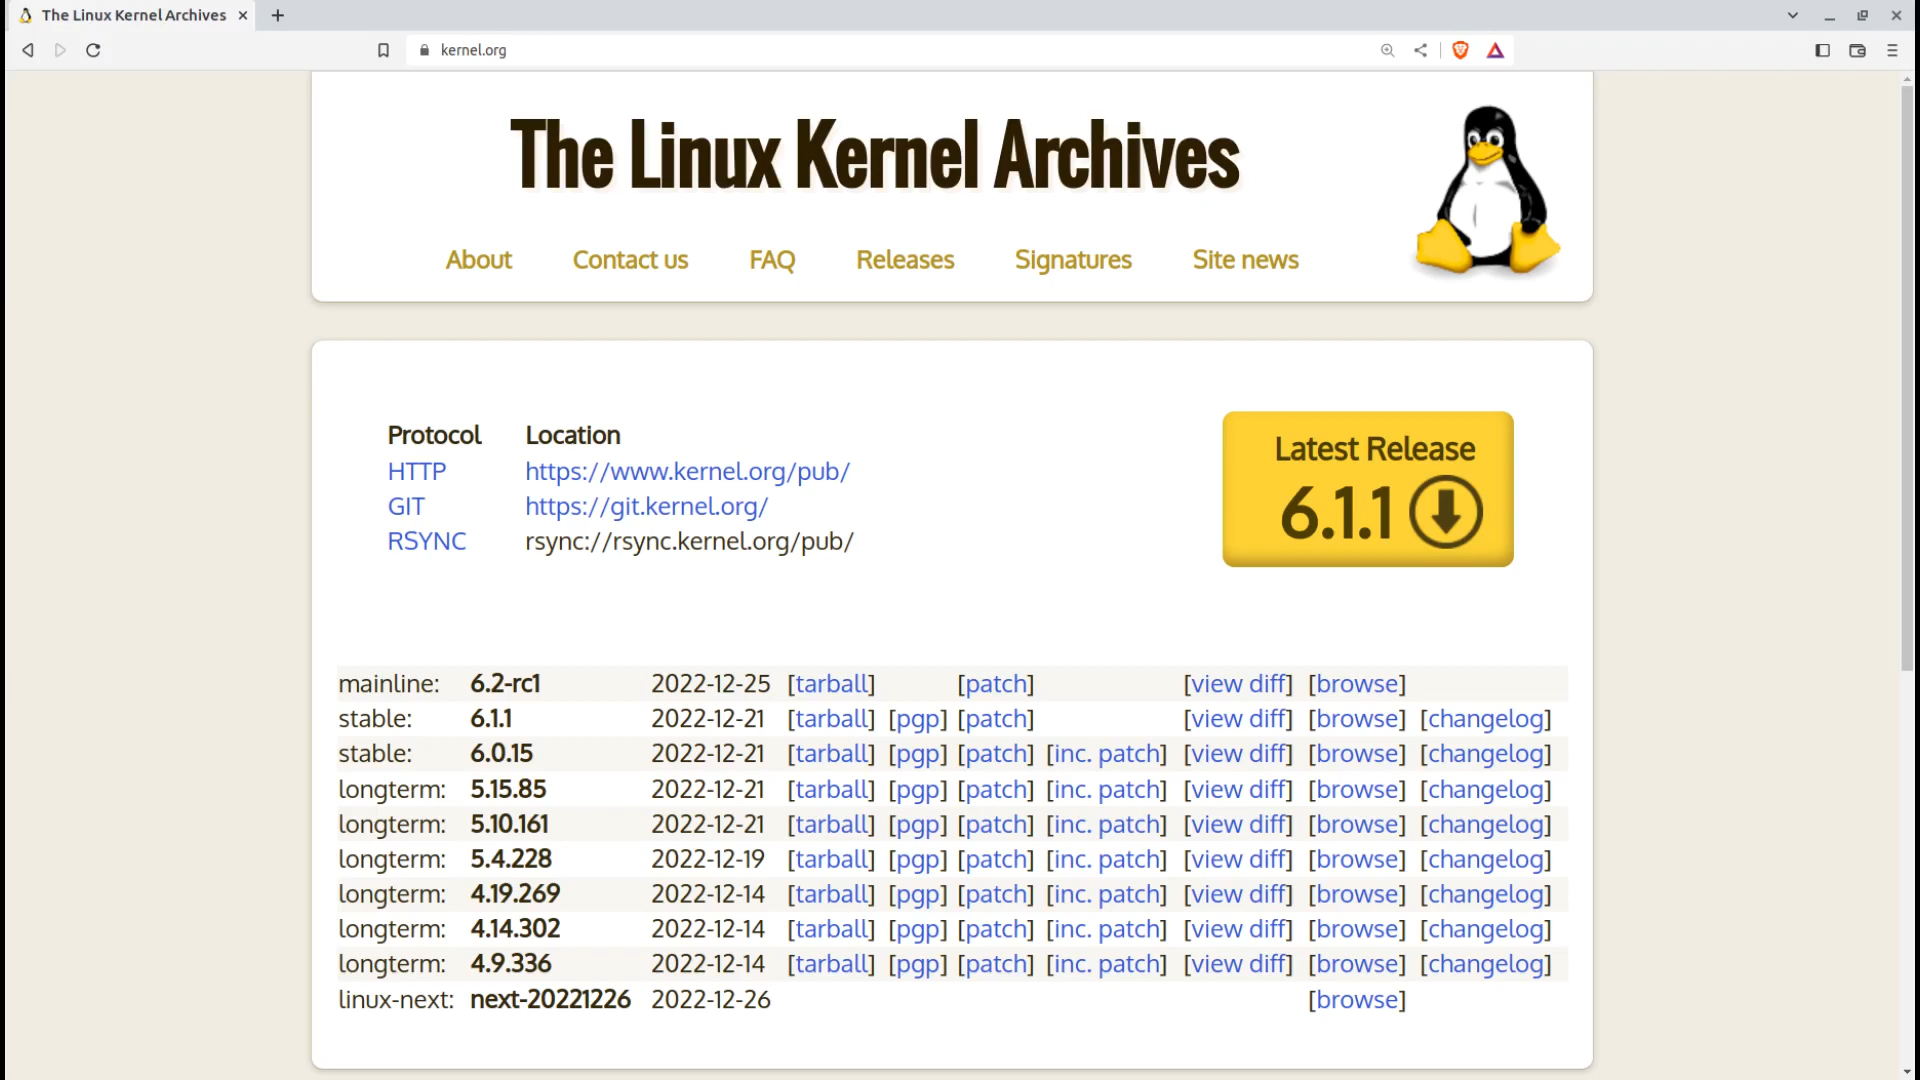 The Linux Kernel Archives
kernel.org
The Linux Kernel Archives
About Contact us FAQ Releases Signatures Site news
Protocol Location
HTTP https://www.kernel.org/pub/
GIT https://git.kernel.org/
RSYNC rsync://rsync.kernel.org/pub/
Latest Release
6.1.1
mainline: 6.2-rc1 2022-12-25 [tarball] [patch] [view diff] [browse]
stable: 6.1.1 2022-12-21 [tarball] [pgp] [patch] [view diff] [browse] [changelog]
stable: 6.0.15 2022-12-21 [tarball] [pgp] [patch] [inc. patch] [view diff] [browse] [changelog]
longterm: 5.15.85 2022-12-21 [tarball] [pgp] [patch] [inc. patch] [view diff] [browse] [changelog]
longterm: 5.10.161 2022-12-21 [tarball] [pgp] [patch] [inc. patch] [view diff] [browse] [changelog]
longterm: 5.4.228 2022-12-19 [tarball] [pgp] [patch] [inc. patch] [view diff] [browse] [changelog]
longterm: 4.19.269 2022-12-14 [tarball] [pgp] [patch] [inc. patch] [view diff] [browse] [changelog]
longterm: 4.14.302 2022-12-14 [tarball] [pgp] [patch] [inc. patch] [view diff] [browse] [changelog]
longterm: 4.9.336 2022-12-14 [tarball] [pgp] [patch] [inc. patch] [view diff] [browse] [changelog]
linux-next: next-20221226 2022-12-26 [browse]